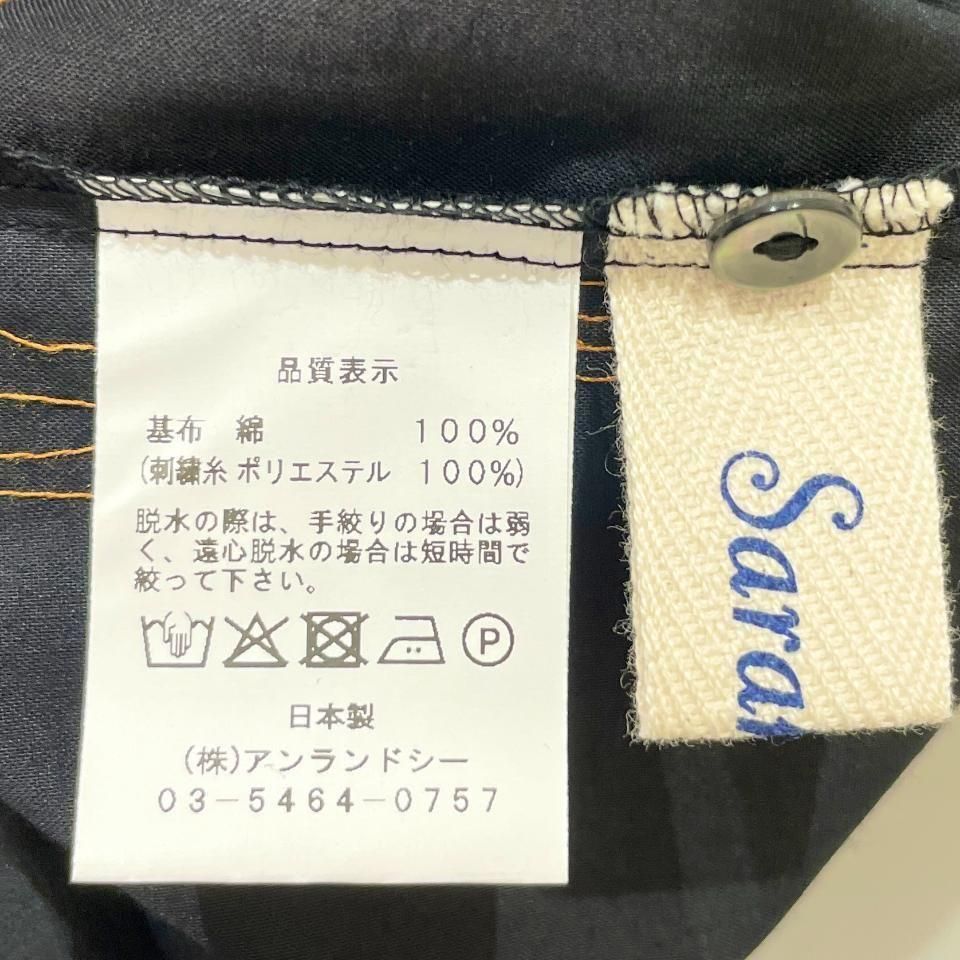 品質表示
基布 綿 100%
(刺繍糸 ポリエステル 100%)
脱水の際は、手絞りの場合は弱
く、遠心脱水の場合は短時間で
絞って下さい。
P
日本製
(株)アンランドシー
03-5464-0757
Sara